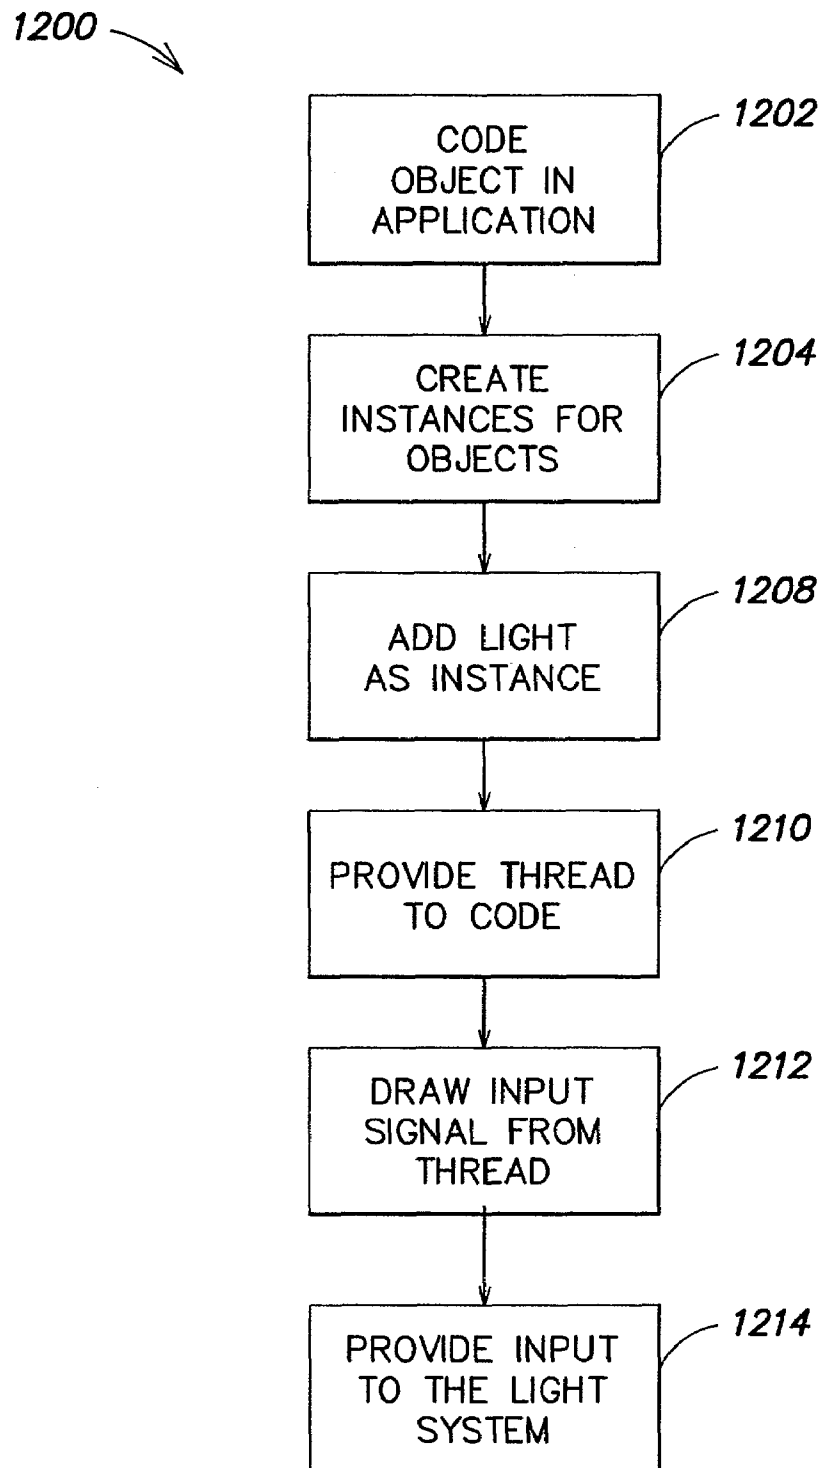 1200
CODE
OBJECT IN
APPLICATION
1202
CREATE
INSTANCES FOR
OBJECTS
1204
ADD LIGHT
AS INSTANCE
1208
PROVIDE THREAD
TO CODE
1210
DRAW INPUT
SIGNAL FROM
THREAD
1212
PROVIDE INPUT
TO THE LIGHT
SYSTEM
1214